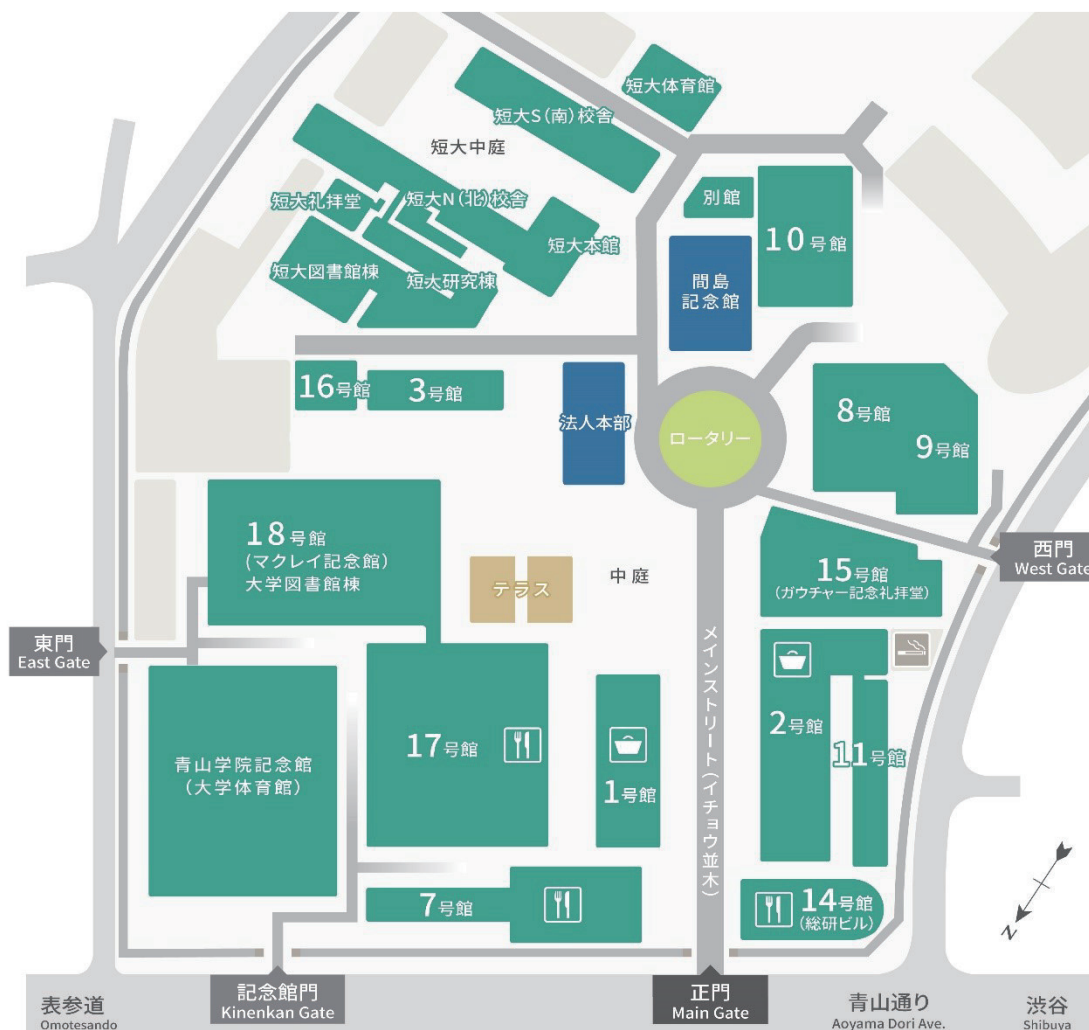 短大体育館
短大S(南)校舎
短大中庭
短大礼拝堂
短大N(北)校舎
短大本館
短大図書館棟
短大研究棟
別館
10号館
間島
記念館
16号館
3号館
法人本部
ロータリー
8号館
9号館
18号館
(マクレイ記念館)
大学図書館棟
テラス
中庭
15号館
(ガウチャー記念礼拝堂)
西門
West Gate
東門
East Gate
メインストリート(イチョウ並木)
青山学院記念館
(大学体育館)
17号館
1号館
2号館
11号館
7号館
14号館
(総研ビル)
N
表参道
Omotesando
記念館門
Kinenkan Gate
正門
Main Gate
青山通り
Aoyama Dori Ave.
渋谷
Shibuya